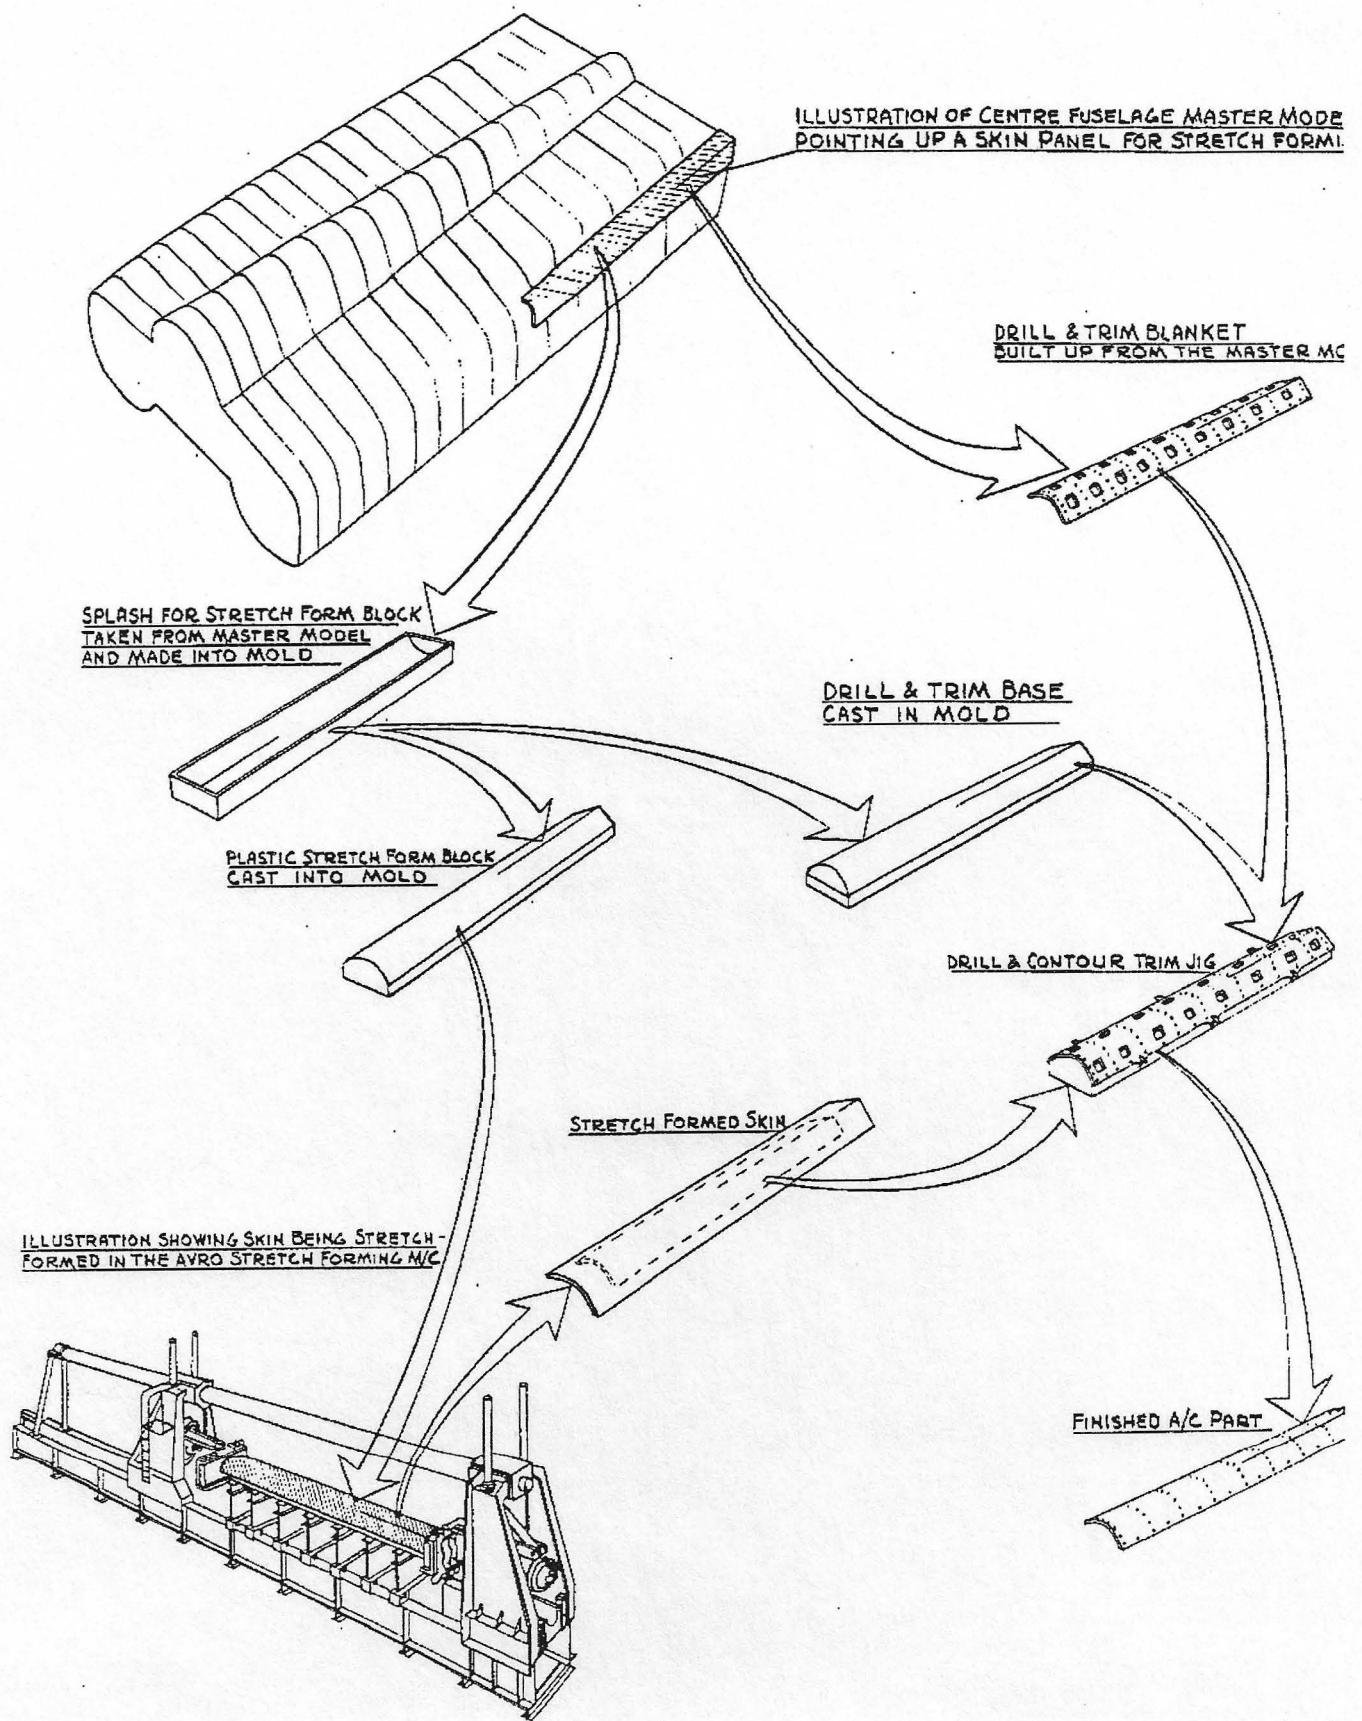 ILLUSTRATION OF CENTRE FUSELAGE MASTER MODE
POINTING UP A SKIN PANEL FOR STRETCH FORMI
DRILL & TRIM BLANKET
BUILT UP FROM THE MASTER MO
SPLASH FOR STRETCH FORM BLOCK
TAKEN FROM MASTER MODEL
AND MADE INTO MOLD
DRILL & TRIM BASE
CAST IN MOLD
PLASTIC STRETCH FORM BLOCK
CAST INTO MOLD
DRILL & CONTOUR TRIM JIG
STRETCH FORMED SKIN
ILLUSTRATION SHOWING SKIN BEING STRETCH-
FORMED IN THE AVRO STRETCH FORMING M/C
FINISHED A/C PART